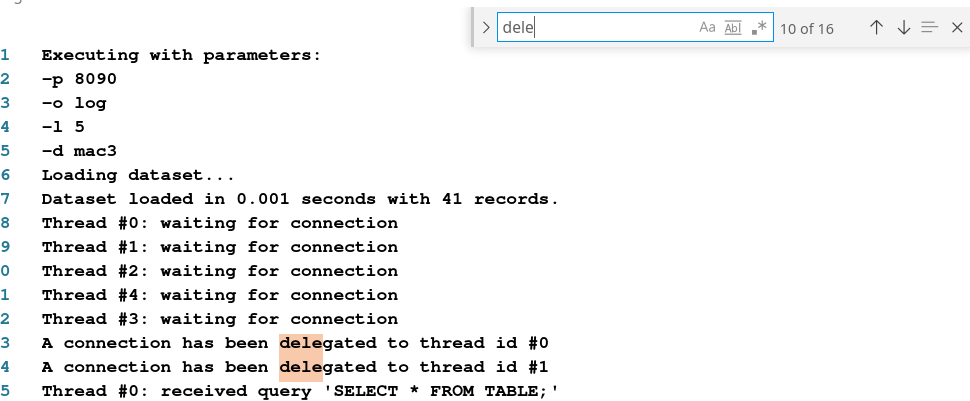 dele
Aa Abl .* 10 of 16
1 Executing with parameters:
2 -p 8090
3 -o log
4 -l 5
5 -d mac3
6 Loading dataset...
7 Dataset loaded in 0.001 seconds with 41 records.
8 Thread #0: waiting for connection
9 Thread #1: waiting for connection
0 Thread #2: waiting for connection
1 Thread #4: waiting for connection
2 Thread #3: waiting for connection
3 A connection has been delegated to thread id #0
4 A connection has been delegated to thread id #1
5 Thread #0: received query 'SELECT * FROM TABLE;'